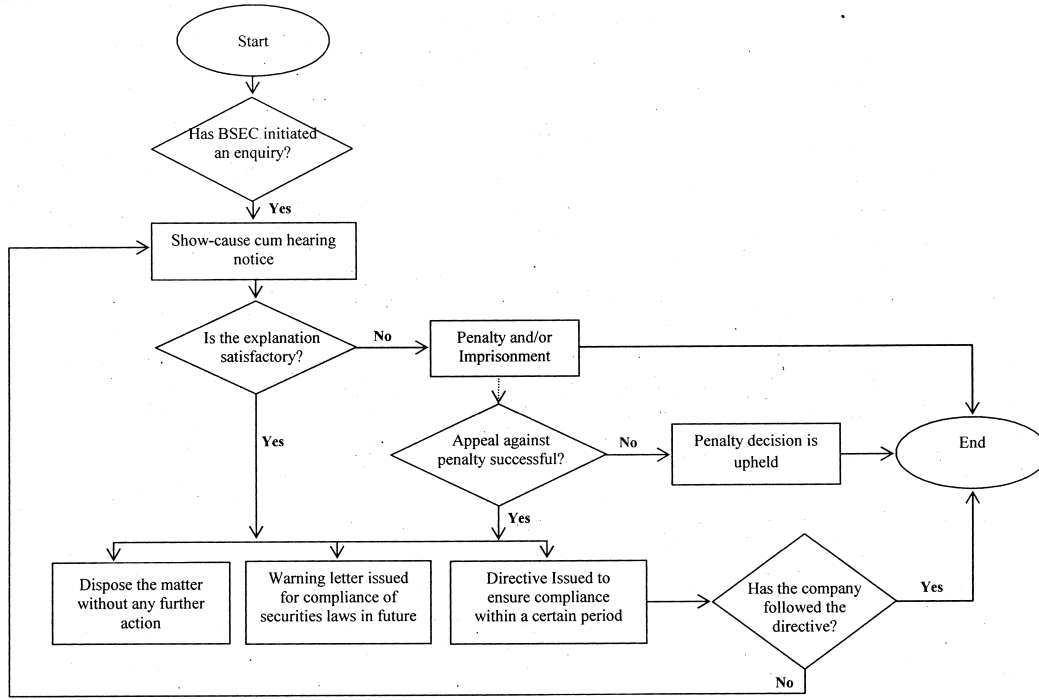 Start
Has BSEC initiated
an enquiry?
Yes
Show-cause cum hearing
notice
Is the explanation
satisfactory?
No
Penalty and/or
Imprisonment
Yes
Appeal against
penalty successful?
No
Penalty decision is
upheld
End
Yes
Dispose the matter
without any further
action
Warning letter issued
for compliance of
securities laws in future
Directive Issued to
ensure compliance
within a certain period
Has the company
followed the
directive?
Yes
No